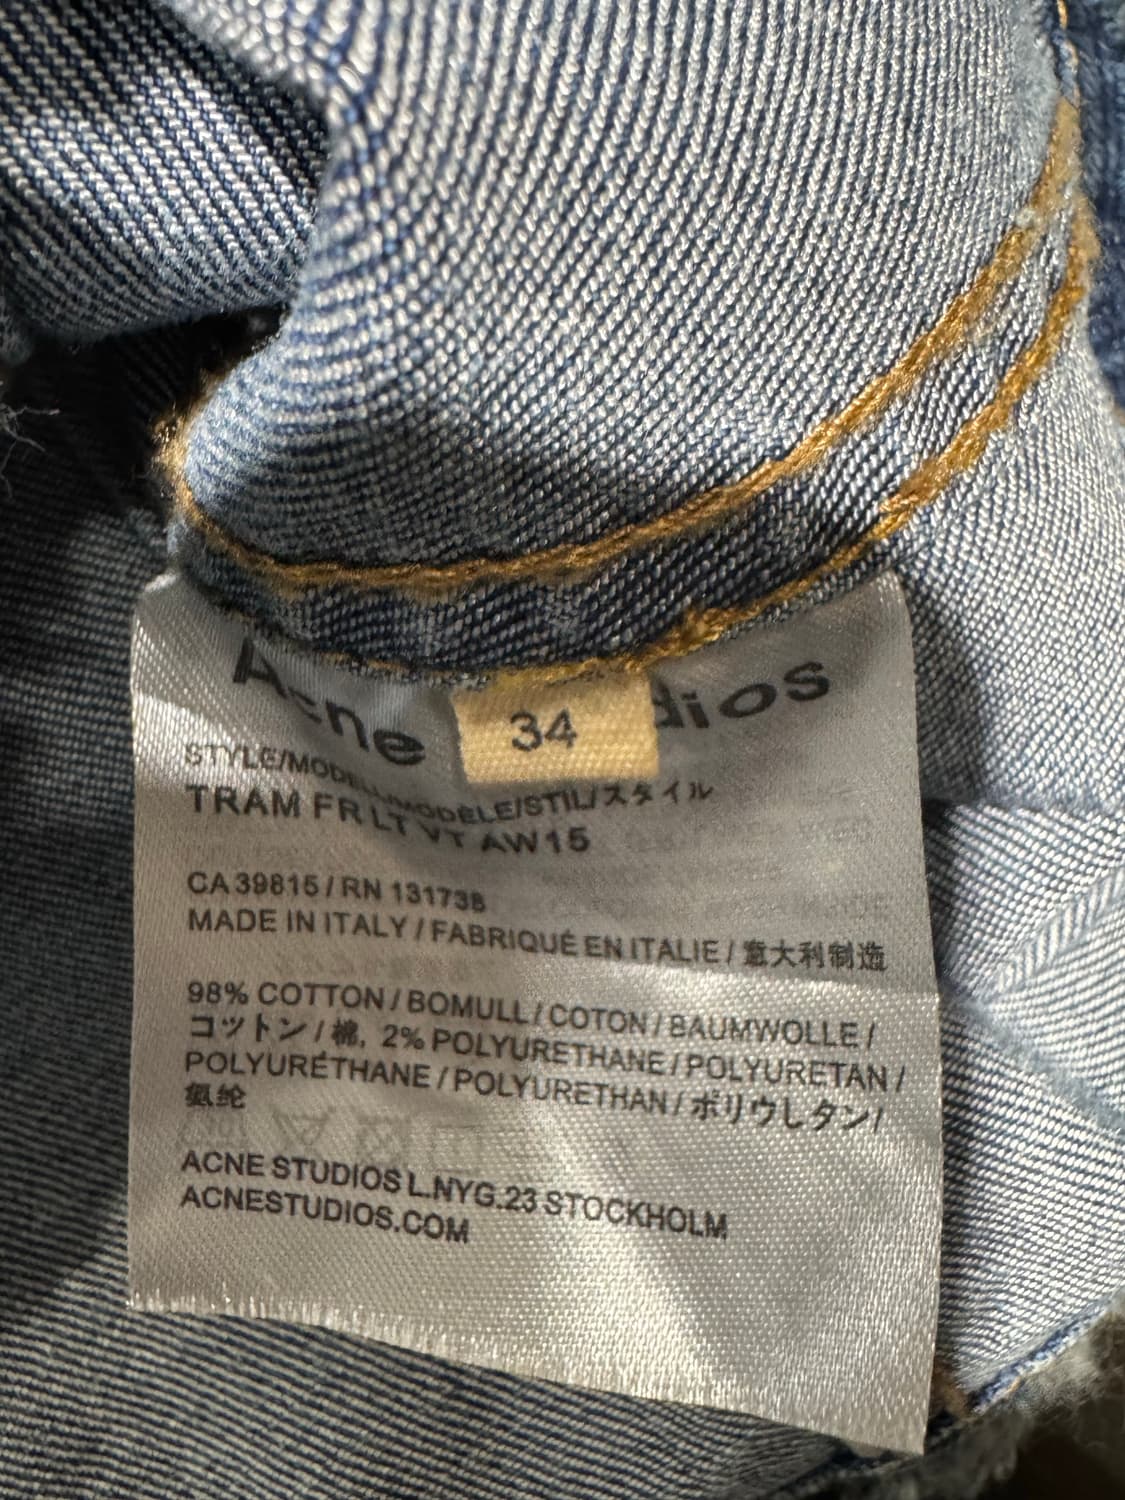 Acne Studios
34
STYLE/MODELL/MODÈLE/STIL/スタイル
TRAM FR LT VT AW15
CA 39815 / RN 131738
MADE IN ITALY / FABRIQUÉ EN ITALIE / 意大利制造
98% COTTON / BOMULL / COTON / BAUMWOLLE /
コットン / 棉, 2% POLYURETHANE / POLYURETAN /
POLYURÉTHANE / POLYURETHAN / ポリウレタン/
氨纶
ACNE STUDIOS L.NYG.23 STOCKHOLM
ACNESTUDIOS.COM